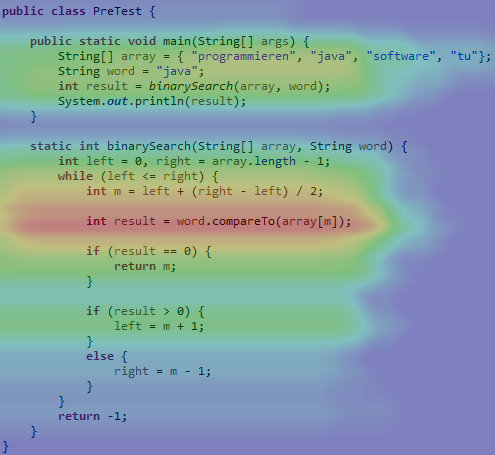 public class PreTest {
public static void main(String[] args) {
String[] array = { "programmieren", "java", "software", "tu"};
String word = "java";
int result = binarySearch(array, word);
System.out.println(result);
}
static int binarySearch(String[] array, String word) {
int left = 0, right = array.length - 1;
while (left <= right) {
int m = left + (right - left) / 2;
int result = word.compareTo(array[m]);
if (result == 0) {
return m;
}
if (result > 0) {
left = m + 1;
}
else {
right = m - 1;
}
}
return -1;
}
}